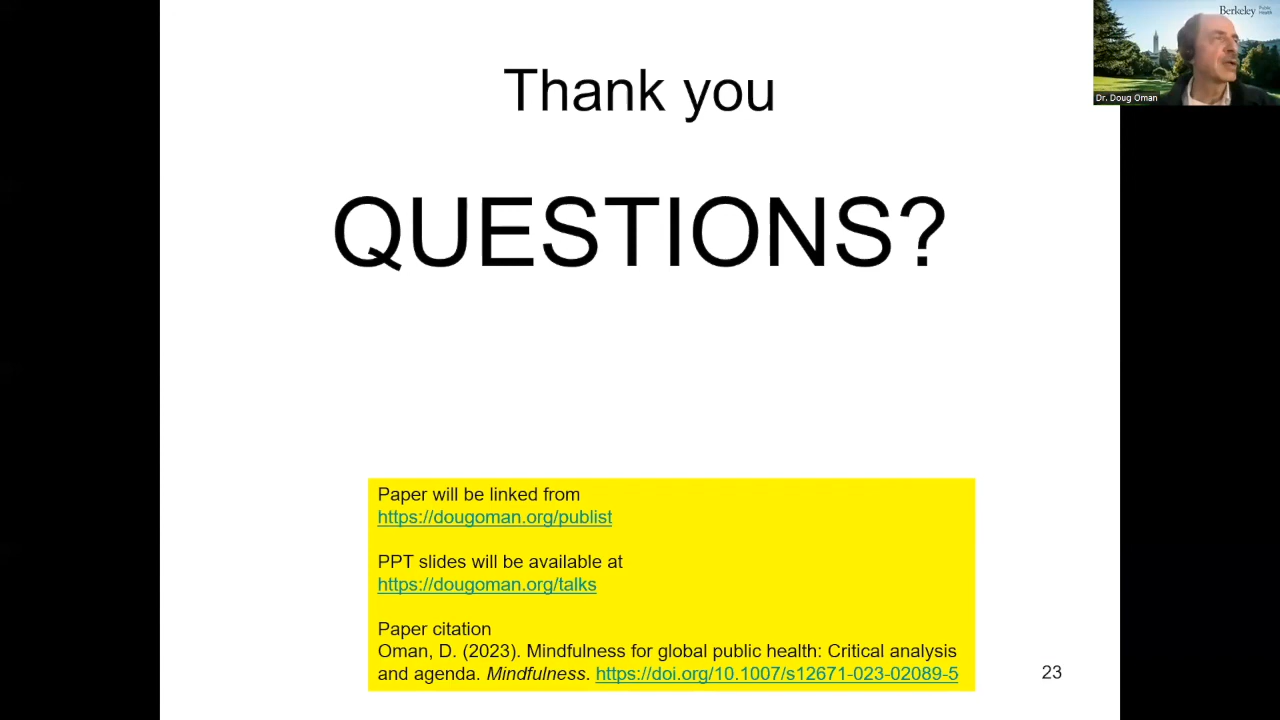 Thank you
QUESTIONS?
Berkeley Public Health
Dr. Doug Oman
Paper will be linked from
https://dougoman.org/publist
PPT slides will be available at
https://dougoman.org/talks
Paper citation
Oman, D. (2023). Mindfulness for global public health: Critical analysis
and agenda. Mindfulness. https://doi.org/10.1007/s12671-023-02089-5
23